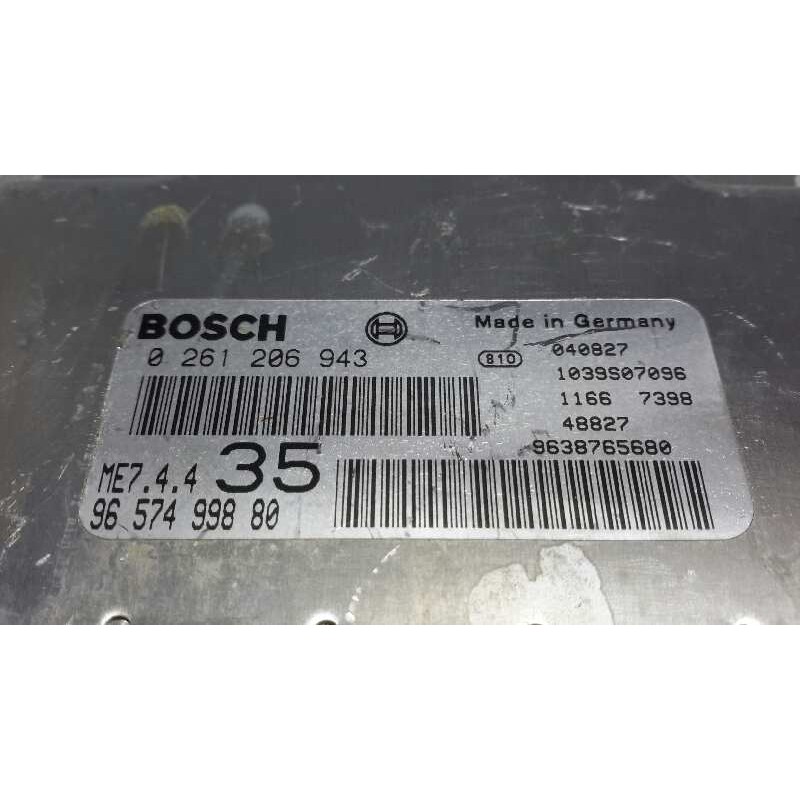 BOSCH
Made in Germany
0 261 206 943
810
040827
1039S07096
1166 7398
48827
9638765680
ME7.4.4 35
96 574 998 80